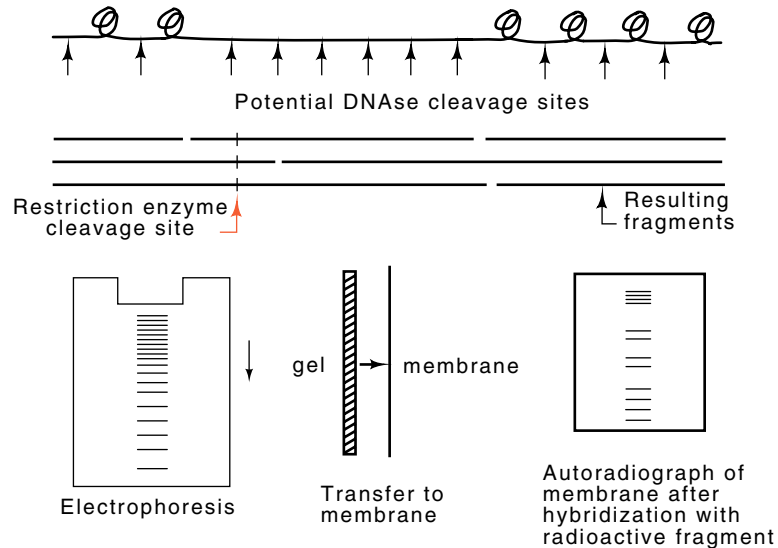 Potential DNAse cleavage sites
Restriction enzyme
cleavage site
Resulting
fragments
gel
membrane
Electrophoresis
Transfer to
membrane
Autoradiograph of
membrane after
hybridization with
radioactive fragment